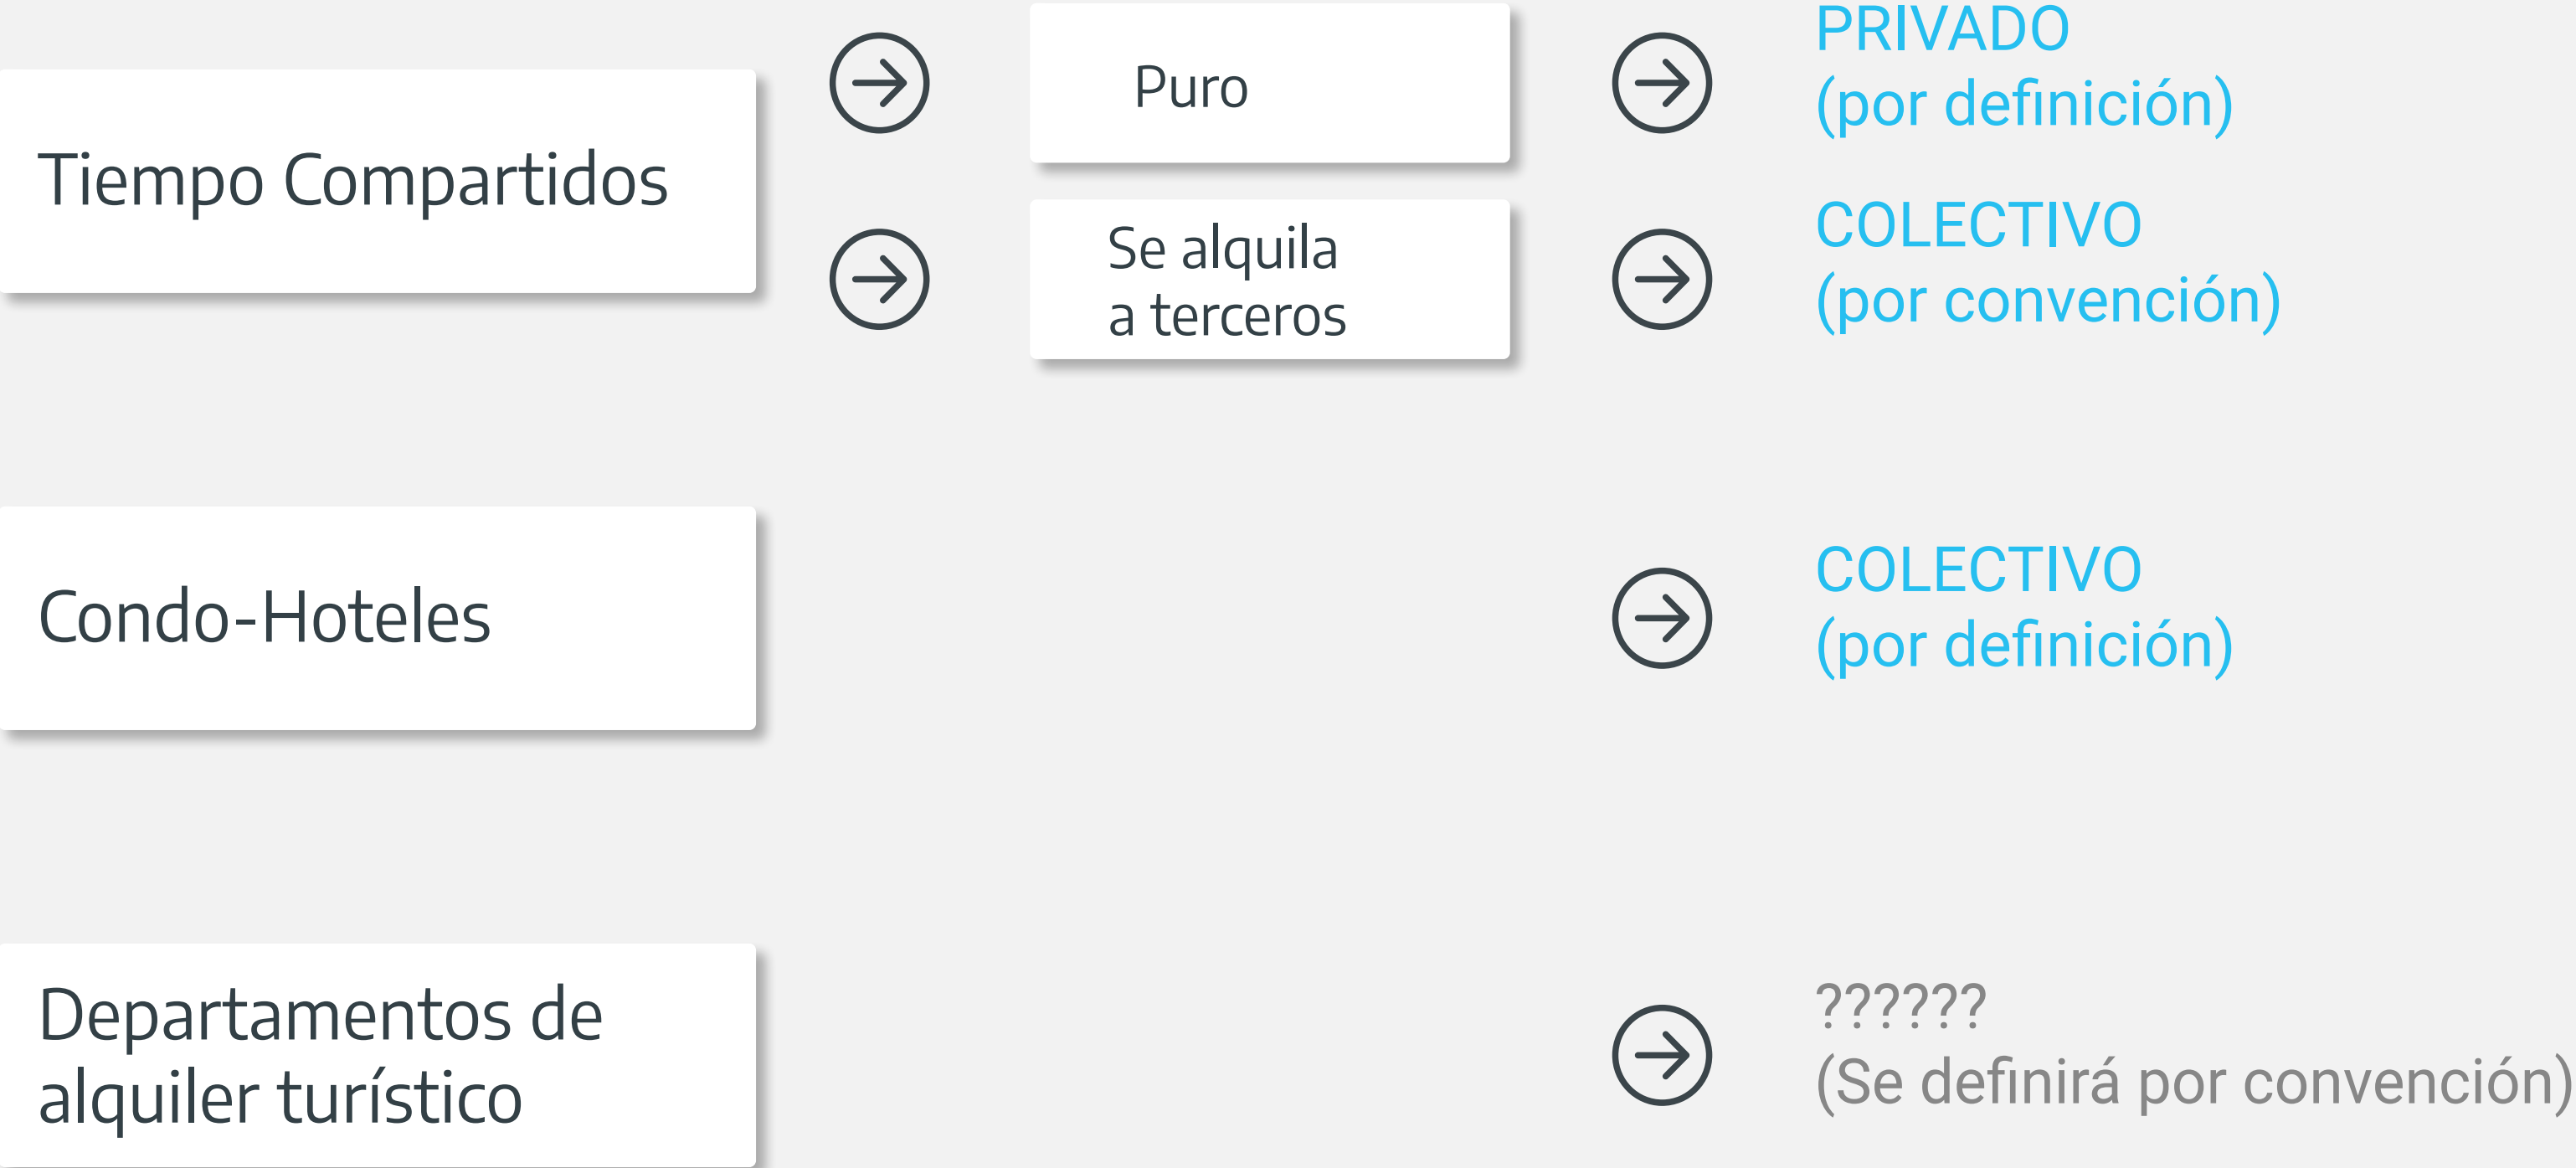 Tiempo Compartidos
Puro
PRIVADO
(por definición)
Se alquila
a terceros
COLECTIVO
(por convención)
Condo-Hoteles
COLECTIVO
(por definición)
Departamentos de
alquiler turístico
??????
(Se definirá por convención)